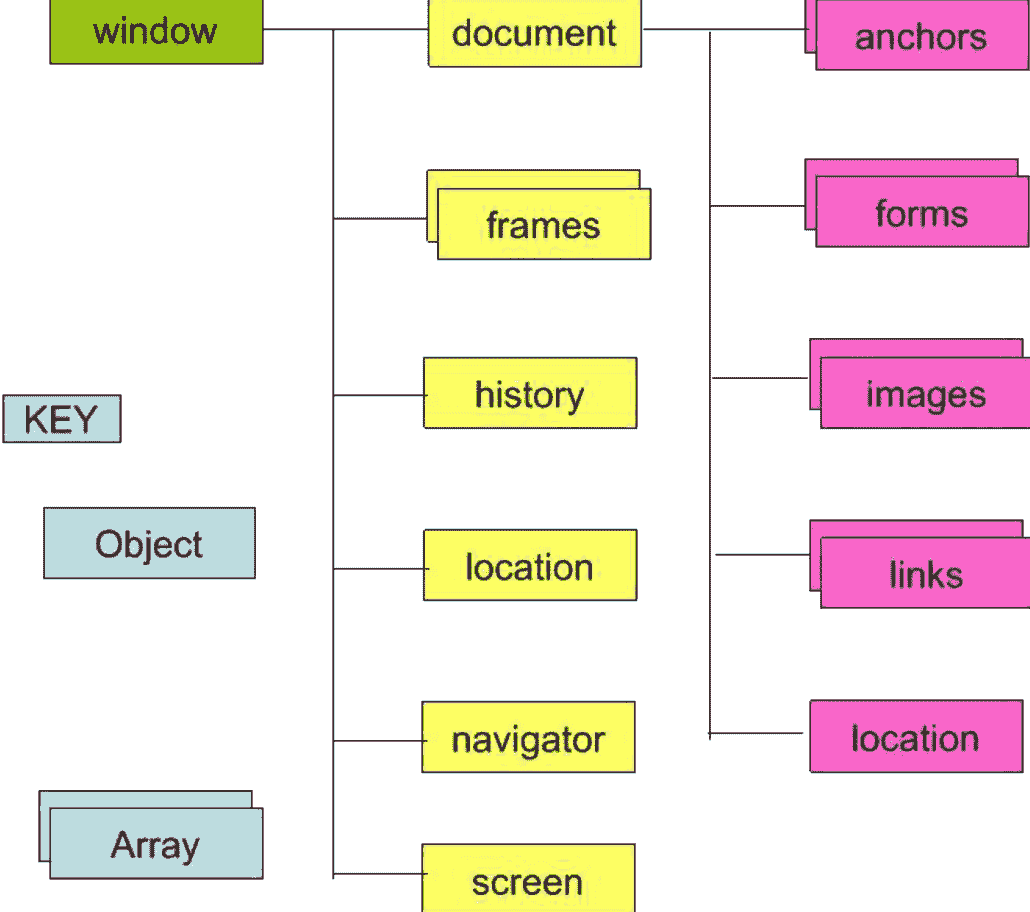 window
document
anchors
frames
forms
history
images
KEY
Object
location
links
navigator
location
Array
screen